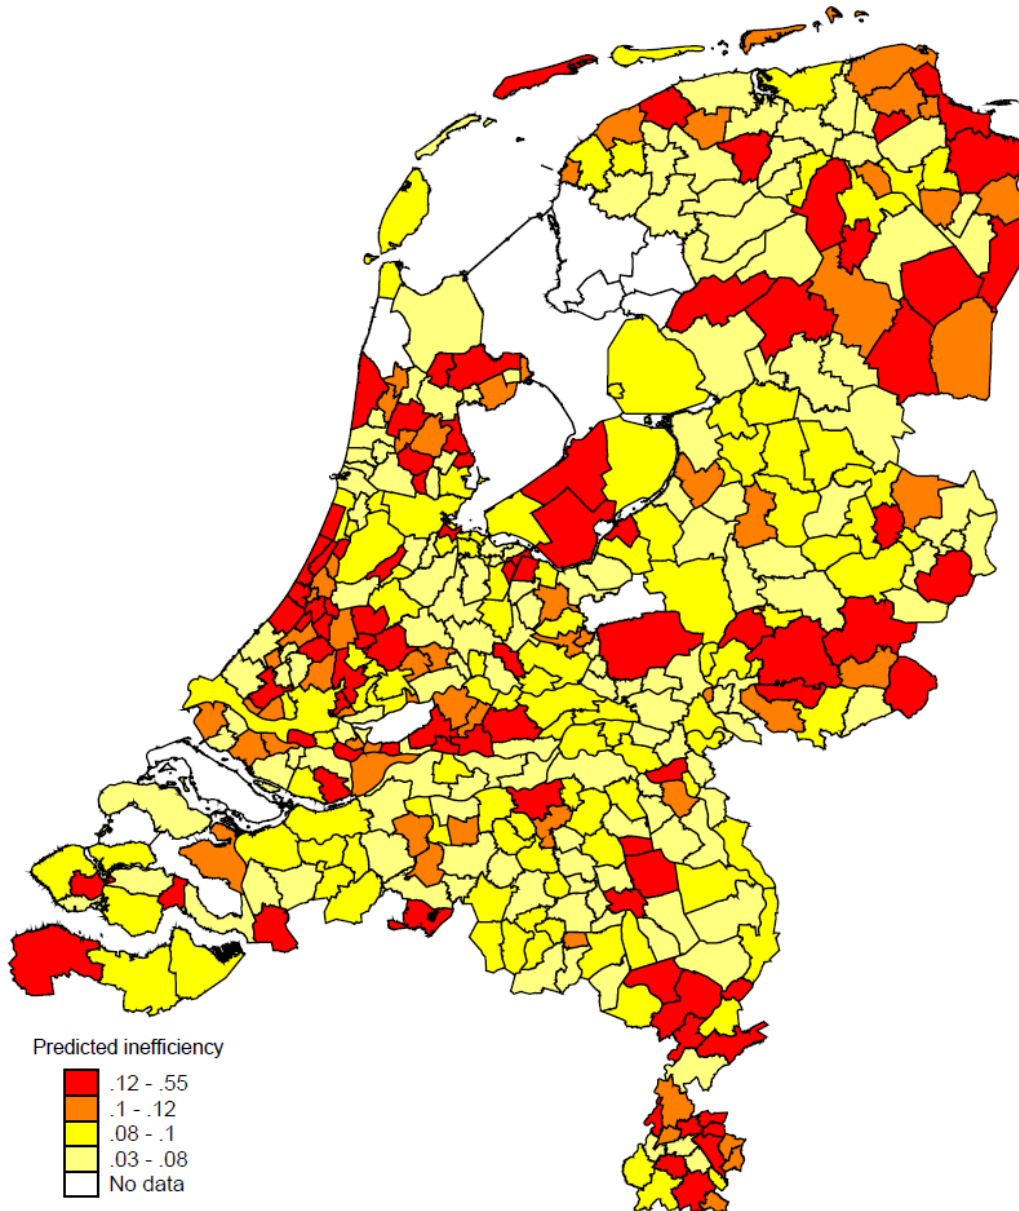 Predicted inefficiency
.12 - .55
.1 - .12
.08 - .1
.03 - .08
No data